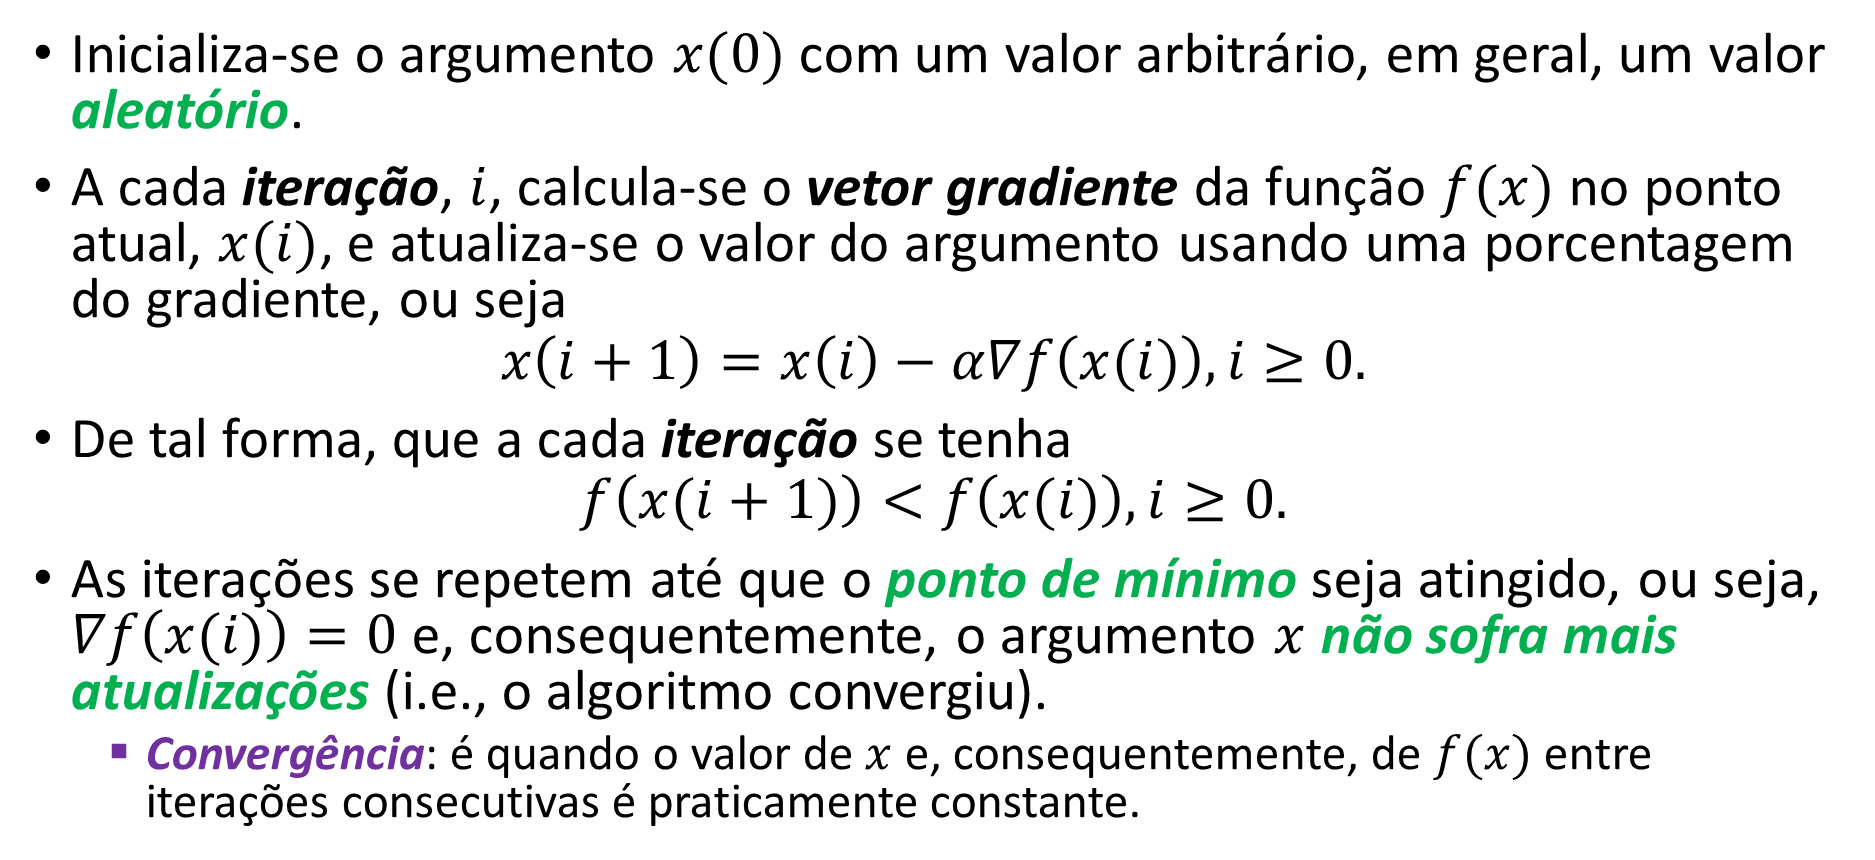 • Inicializa-se o argumento x(0) com um valor arbitrário, em geral, um valor
aleatório.
• A cada iteração, i, calcula-se o vetor gradiente da função f(x) no ponto
atual, x(i), e atualiza-se o valor do argumento usando uma porcentagem
do gradiente, ou seja
x(i + 1) = x(i) − α∇f(x(i)), i ≥ 0.
• De tal forma, que a cada iteração se tenha
f(x(i + 1)) < f(x(i)), i ≥ 0.
• As iterações se repetem até que o ponto de mínimo seja atingido, ou seja,
∇f(x(i)) = 0 e, consequentemente, o argumento x não sofra mais
atualizações (i.e., o algoritmo convergiu).
▪ Convergência: é quando o valor de x e, consequentemente, de f(x) entre
iterações consecutivas é praticamente constante.